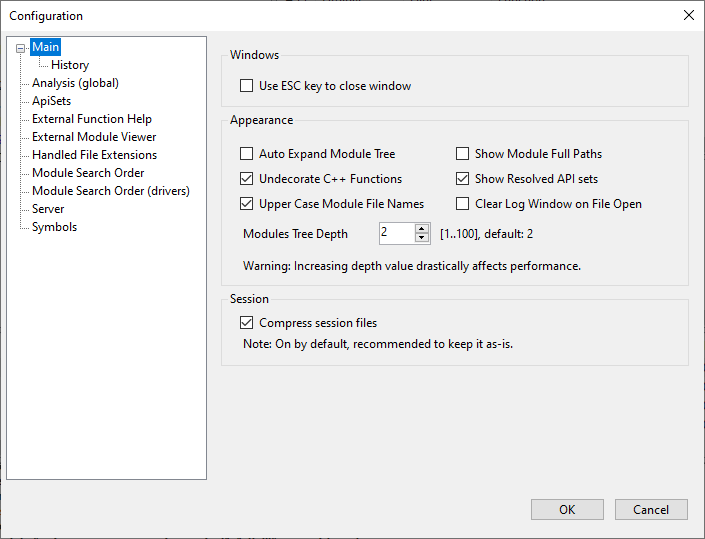 Configuration
Main
History
Analysis (global)
ApiSets
External Function Help
External Module Viewer
Handled File Extensions
Module Search Order
Module Search Order (drivers)
Server
Symbols
Windows
Use ESC key to close window
Appearance
Auto Expand Module Tree
Show Module Full Paths
Undecorate C++ Functions
Show Resolved API sets
Upper Case Module File Names
Clear Log Window on File Open
Modules Tree Depth 2 [1..100], default: 2
Warning: Increasing depth value drastically affects performance.
Session
Compress session files
Note: On by default, recommended to keep it as-is.
OK
Cancel